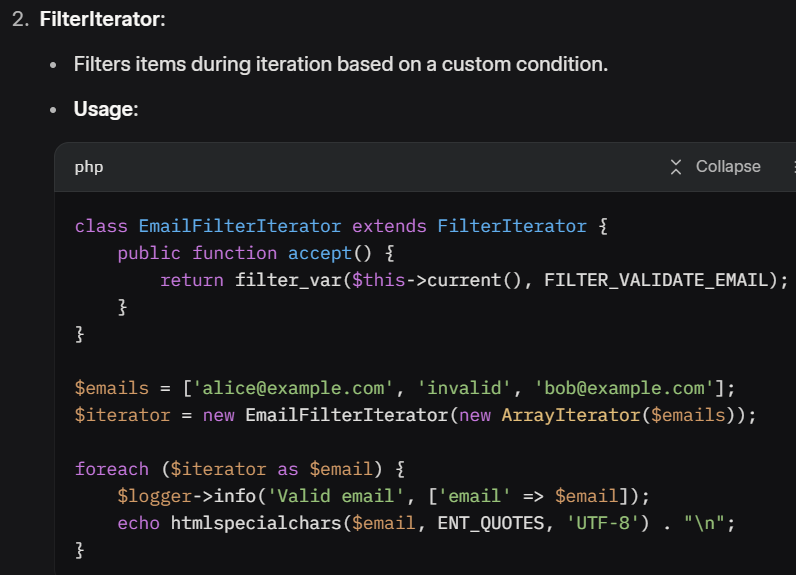 2. FilterIterator:
• Filters items during iteration based on a custom condition.
• Usage:
php Collapse
class EmailFilterIterator extends FilterIterator {
    public function accept() {
        return filter_var($this->current(), FILTER_VALIDATE_EMAIL);
    }
}

$emails = ['alice@example.com', 'invalid', 'bob@example.com'];
$iterator = new EmailFilterIterator(new ArrayIterator($emails));

foreach ($iterator as $email) {
    $logger->info('Valid email', ['email' => $email]);
    echo htmlspecialchars($email, ENT_QUOTES, 'UTF-8') . "\n";
}